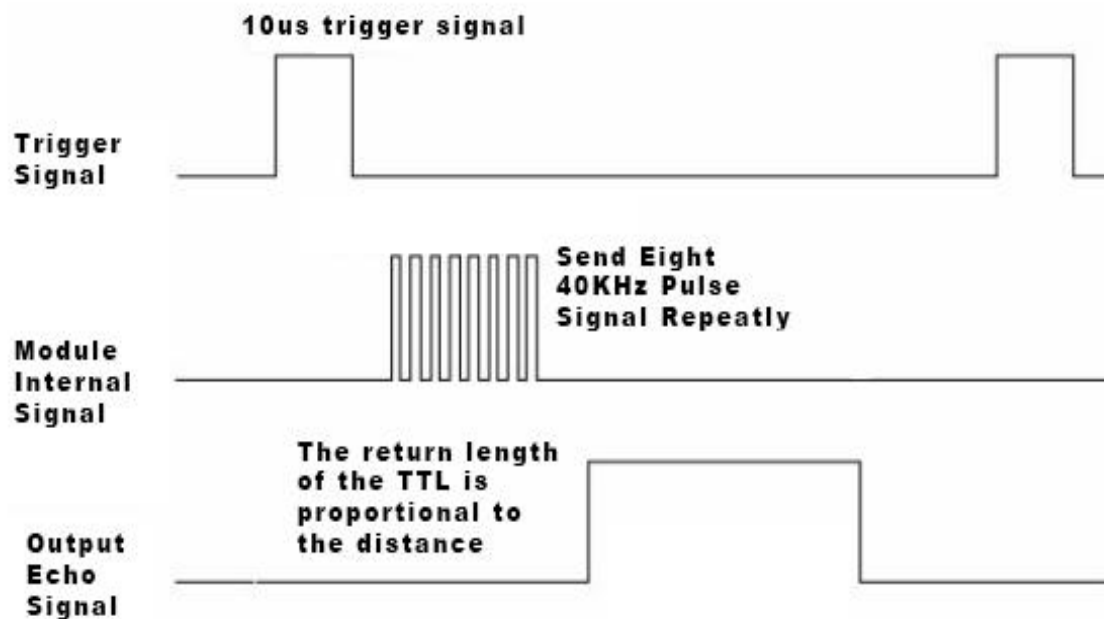 10us trigger signal
Trigger
Signal
Send Eight
40KHz Pulse
Signal Repeatly
Module
Internal
Signal
The return length
of the TTL is
proportional to
the distance
Output
Echo
Signal